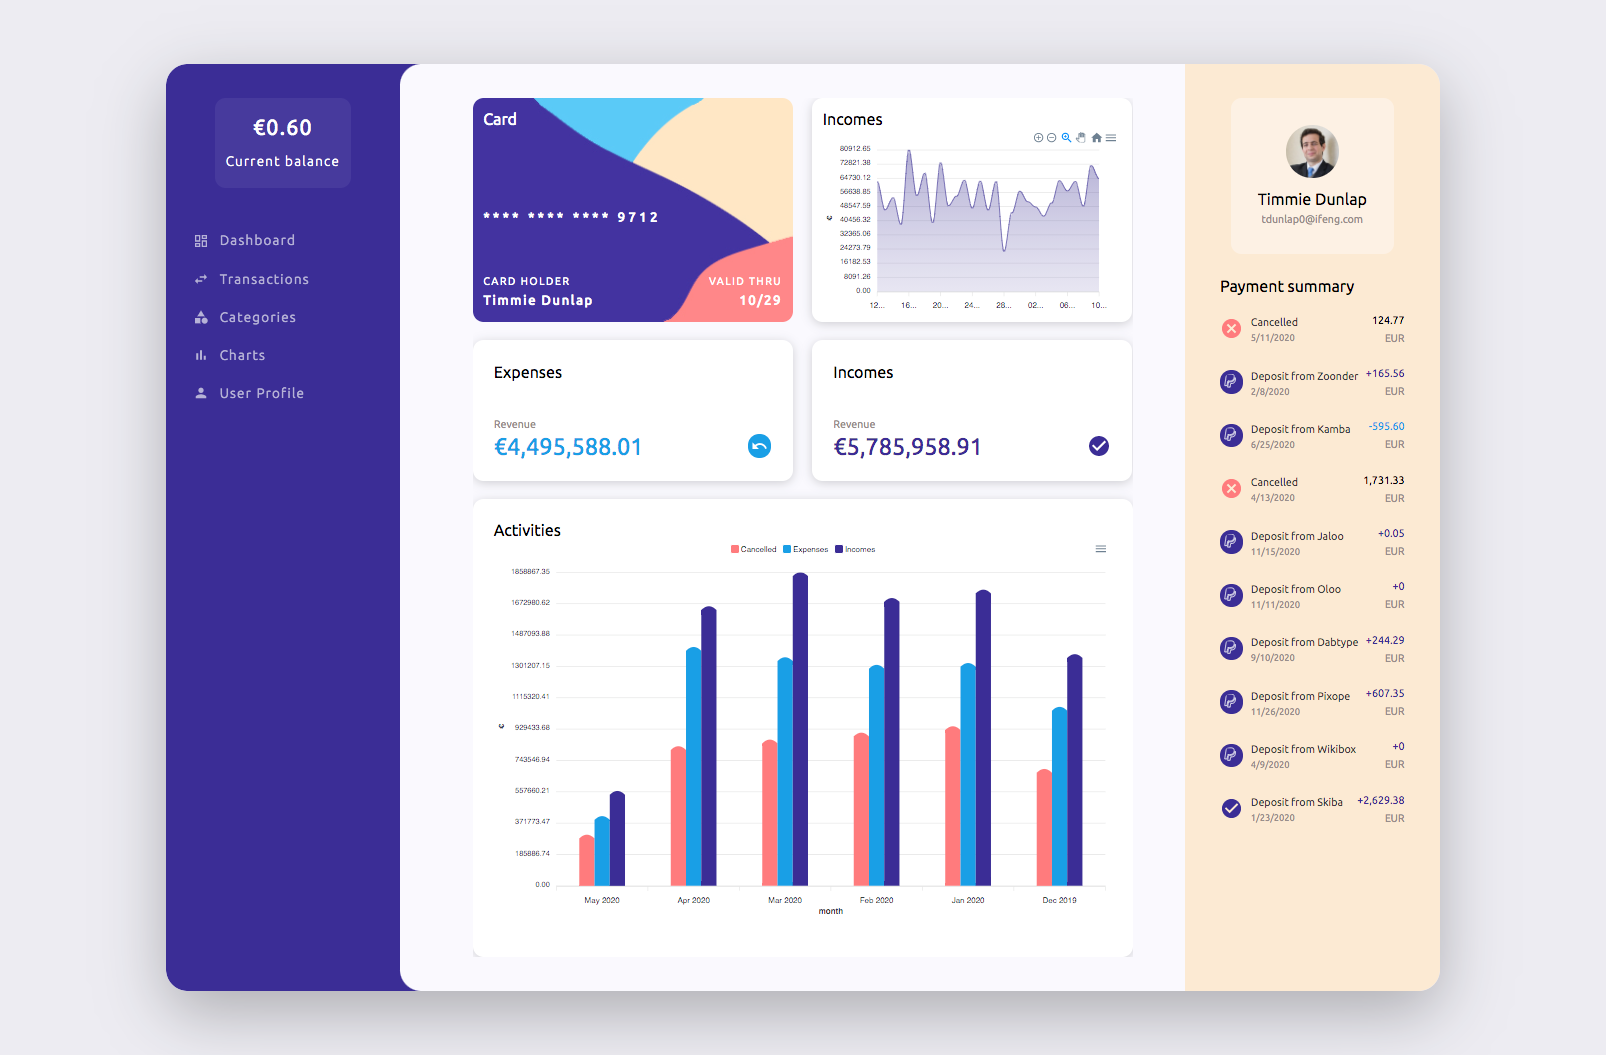 €0.60
Current balance
Dashboard
Transactions
Categories
Charts
User Profile
Card
**** **** **** 9712
CARD HOLDER
Timmie Dunlap
VALID THRU
10/29
Incomes
80912.65
72821.38
64730.12
56638.85
48547.59
40456.32
32365.06
24273.79
16182.53
8091.26
0.00
€
12... 16... 20... 24... 28... 02... 06... 10...
Expenses
Revenue
€4,495,588.01
Incomes
Revenue
€5,785,958.91
Activities
Cancelled Expenses Incomes
1858867.35
1672980.62
1487093.88
1301207.15
1115320.41
929433.68
743546.94
557660.21
371773.47
185886.74
0.00
€
May 2020 Apr 2020 Mar 2020 Feb 2020 Jan 2020 Dec 2019
month
Timmie Dunlap
tdunlap0@ifeng.com
Payment summary
Cancelled 124.77
5/11/2020 EUR
Deposit from Zoonder +165.56
2/8/2020 EUR
Deposit from Kamba -595.60
6/25/2020 EUR
Cancelled 1,731.33
4/13/2020 EUR
Deposit from Jaloo +0.05
11/15/2020 EUR
Deposit from Oloo +0
11/11/2020 EUR
Deposit from Dabtype +244.29
9/10/2020 EUR
Deposit from Pixope +607.35
11/26/2020 EUR
Deposit from Wikibox +0
4/9/2020 EUR
Deposit from Skiba +2,629.38
1/23/2020 EUR